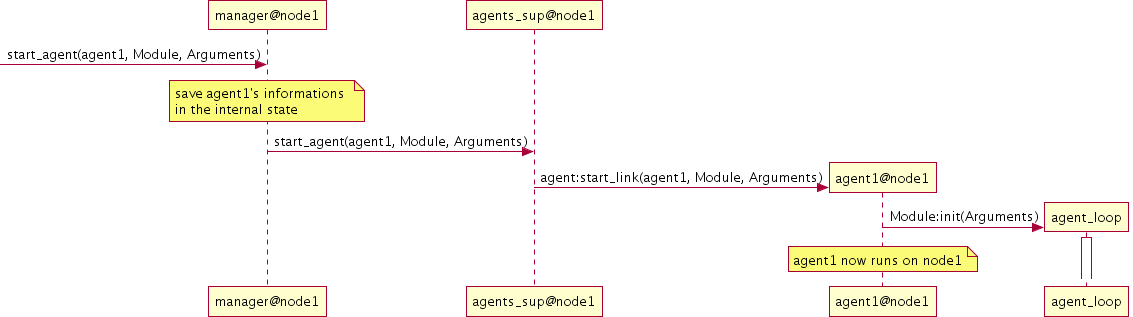 manager@node1
agents_sup@node1
start_agent(agent1, Module, Arguments)
save agent1's informations
in the internal state
start_agent(agent1, Module, Arguments)
agent:start_link(agent1, Module, Arguments)
agent1@node1
Module:init(Arguments)
agent_loop
agent1 now runs on node1
manager@node1
agents_sup@node1
agent1@node1
agent_loop